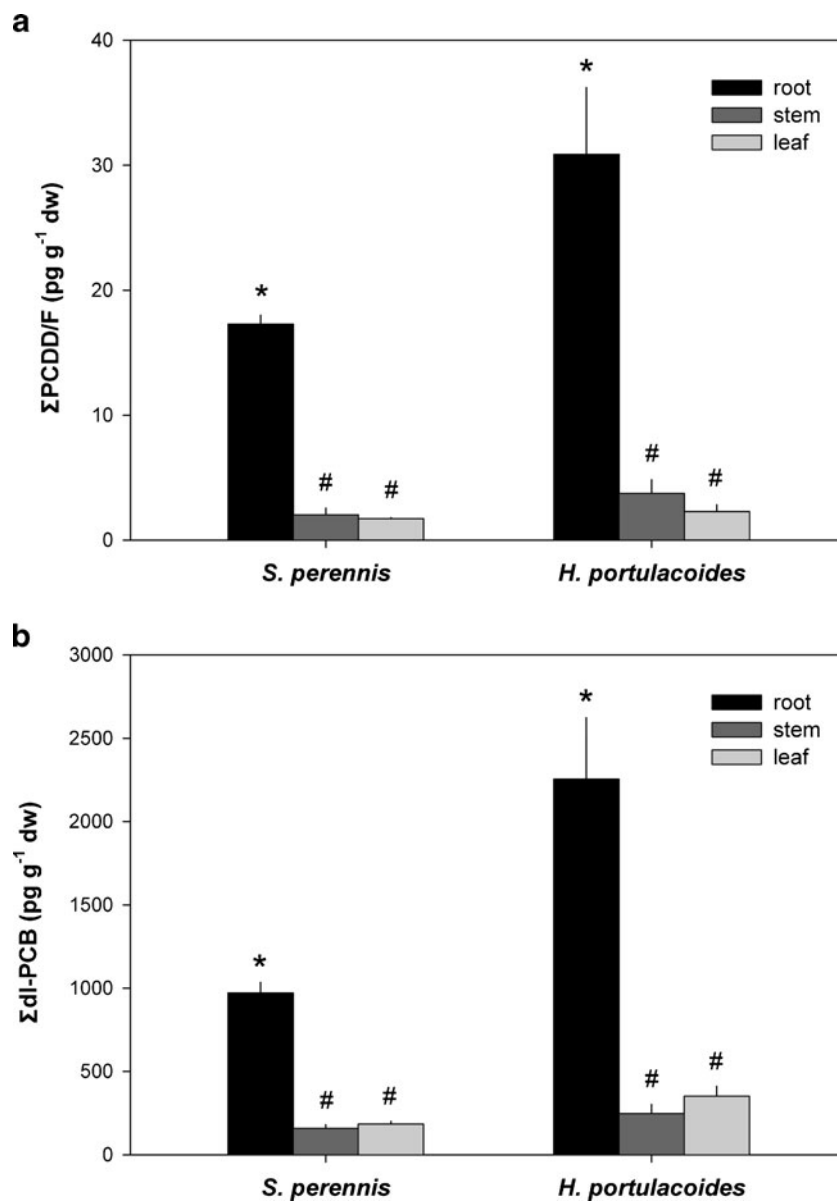 a
40
30
20
10
0
ΣPCDD/F (pg g⁻¹ dw)
*
*
#
#
#
#
root
stem
leaf
S. perennis
H. portulacoides
b
3000
2500
2000
1500
1000
500
0
Σdl-PCB (pg g⁻¹ dw)
*
*
#
#
#
#
root
stem
leaf
S. perennis
H. portulacoides